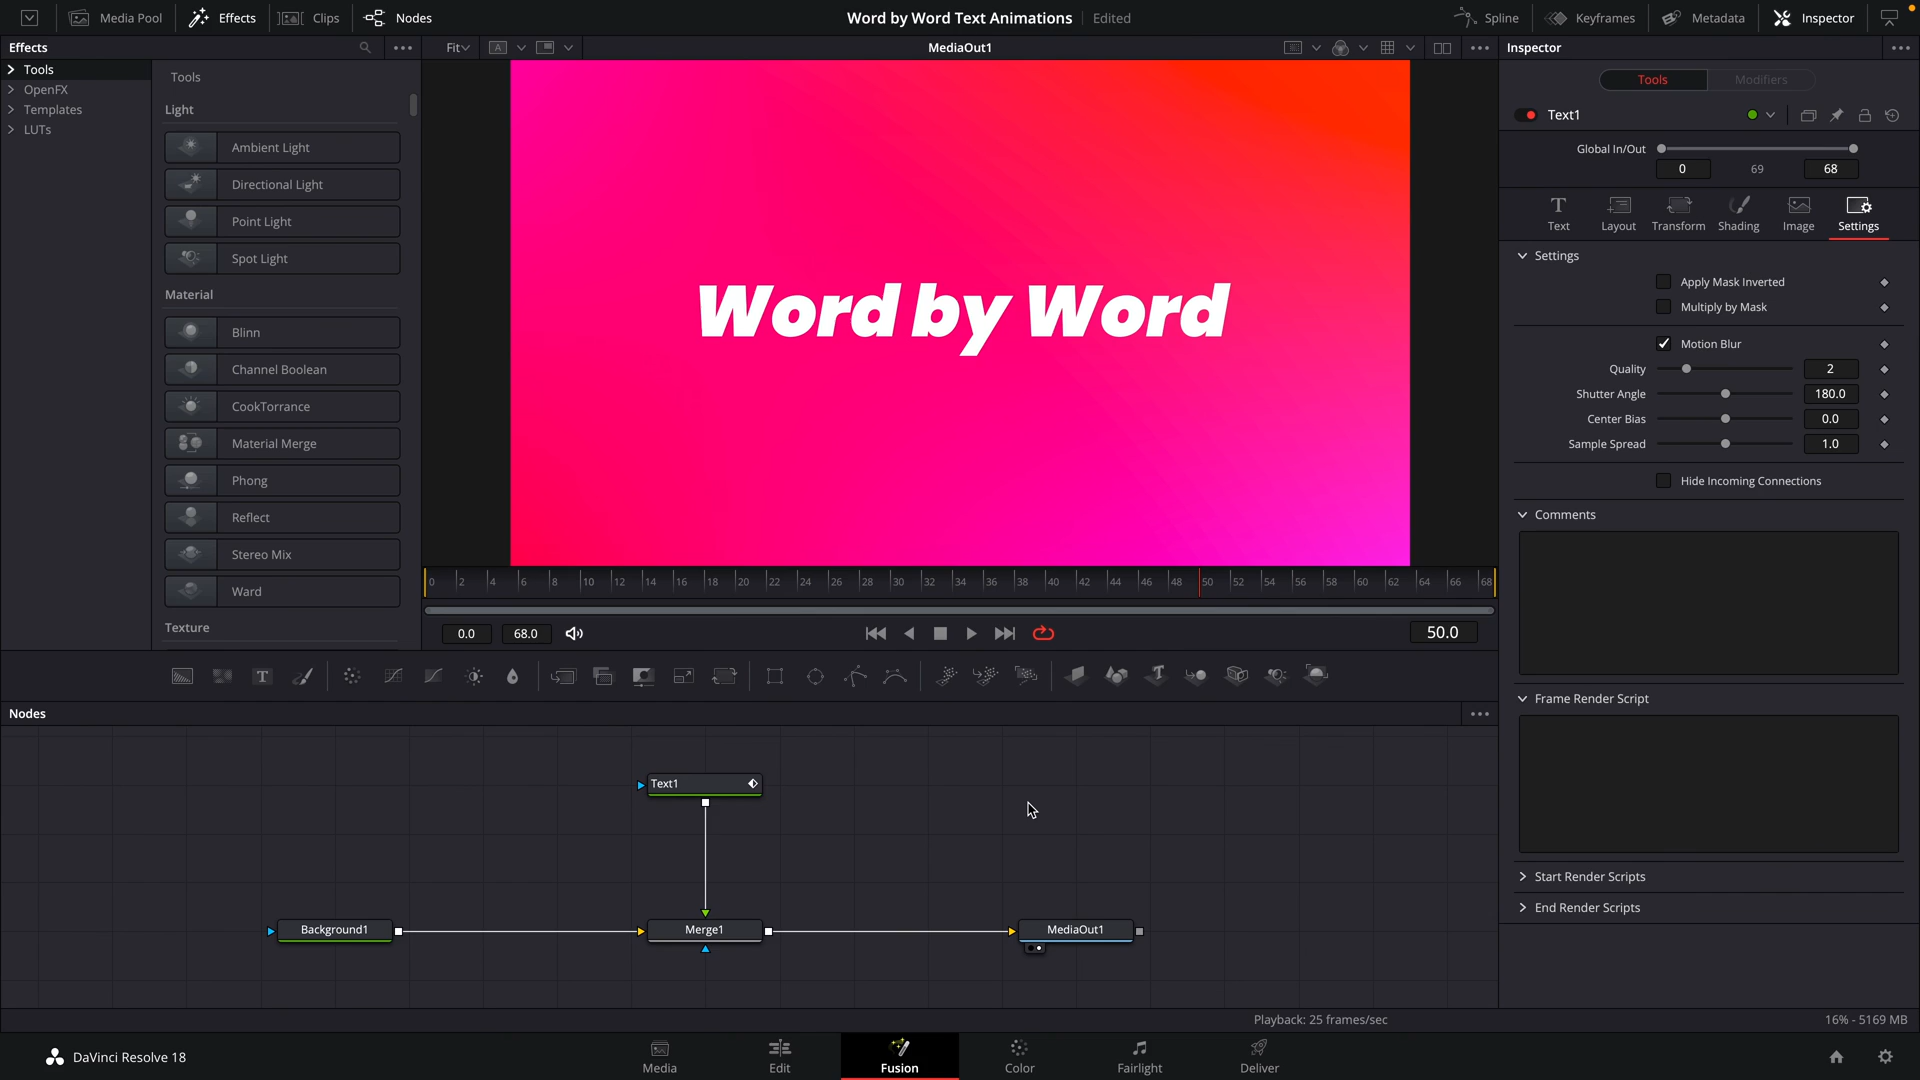 Media Pool
Effects
Clips
Nodes
Word by Word Text Animations
Edited
Spline
Keyframes
Metadata
Inspector
Effects
Fit
A
MediaOut1
Inspector
Tools
OpenFX
Templates
LUTs
Tools
Light
Ambient Light
Directional Light
Point Light
Spot Light
Material
Blinn
Channel Boolean
CookTorrance
Material Merge
Phong
Reflect
Stereo Mix
Ward
Texture
Word by Word
0 2 4 6 8 10 12 14 16 18 20 22 24 26 28 30 32 34 36 38 40 42 44 46 48 50 52 54 56 58 60 62 64 66 68
0.0
68.0
50.0
Tools
Modifiers
Text1
Global In/Out
0
69
68
T
Text
Layout
Transform
Shading
Image
Settings
Settings
Apply Mask Inverted
Multiply by Mask
Motion Blur
Quality
2
Shutter Angle
180.0
Center Bias
0.0
Sample Spread
1.0
Hide Incoming Connections
Comments
Frame Render Script
Start Render Scripts
End Render Scripts
T
T
Nodes
Text1
Background1
Merge1
MediaOut1
Playback: 25 frames/sec
16% - 5169 MB
DaVinci Resolve 18
Media
Edit
Fusion
Color
Fairlight
Deliver